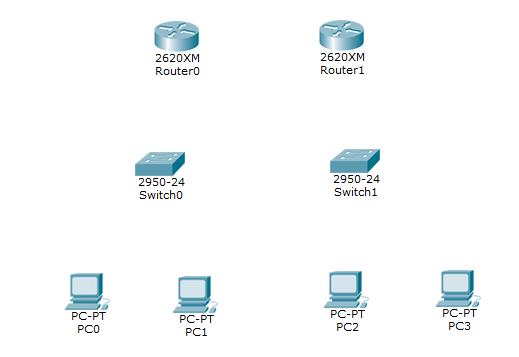 2620XM
Router0
2620XM
Router1
2950-24
Switch0
2950-24
Switch1
PC-PT
PC0
PC-PT
PC1
PC-PT
PC2
PC-PT
PC3